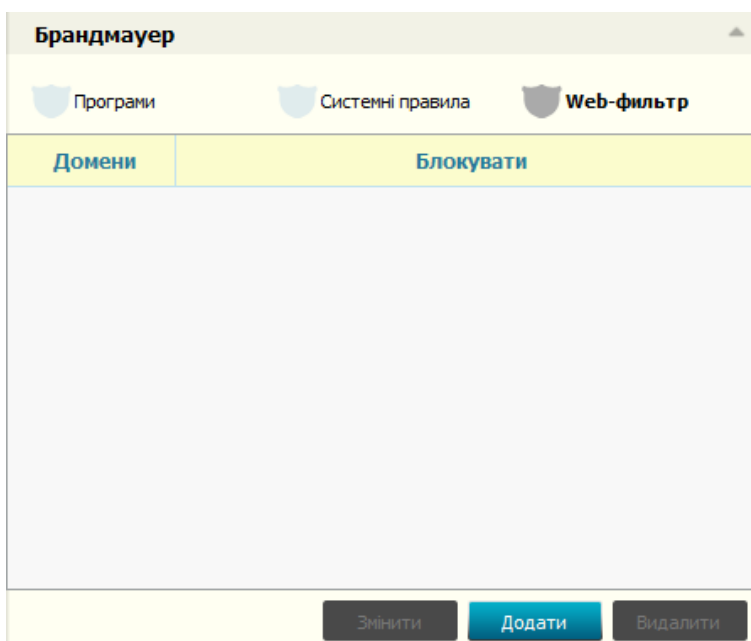 Брандмауер
Програми Системні правила Web-фильтр
Домени Блокувати
Змінити Додати Видалити